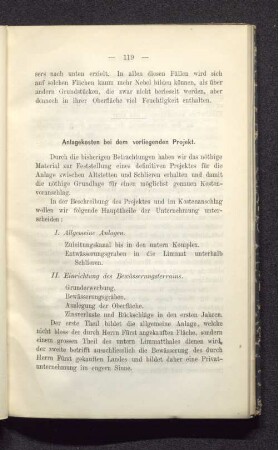 — 119 —
sers nach unten erzielt. In allen diesen Fällen wird sich
auf solchen Flächen kaum mehr Nebel bilden können, als über
andern Grundstücken, die zwar nicht berieselt werden, aber
dennoch in ihrer Oberfläche viel Feuchtigkeit enthalten.
Anlagekosten bei dem vorliegenden Projekt.
Durch die bisherigen Betrachtungen haben wir das nöthige
Material zur Feststellung eines definitiven Projektes für die
Anlage zwischen Altstetten und Schlieren erhalten und damit
die nöthige Grundlage für einen möglichst genauen Kosten-
voranschlag.
In der Beschreibung des Projektes und im Kostenanschlag
wollen wir folgende Haupttheile der Unternehmung unter-
scheiden:
I. Allgemeine Anlagen.
Zuleitungskanal bis in den untern Komplex.
Entwässerungsgraben in die Limmat unterhalb
Schlieren.
II. Einrichtung des Bewässerungsterrains.
Grunderwerbung.
Bewässerungsgräben.
Anlegung der Oberfläche.
Zinsverluste und Rückschläge in den ersten Jahren.
Der erste Theil bildet die allgemeine Anlage, welche
nicht bloss der durch Herrn Fürst angekauften Fläche, sondern
einem grossen Theil des untern Limmatthales dienen wird,
der zweite betrifft ausschliesslich die Bewässerung des durch
Herrn Fürst gekauften Landes und bildet daher eine Privat-
unternehmung im engern Sinne.